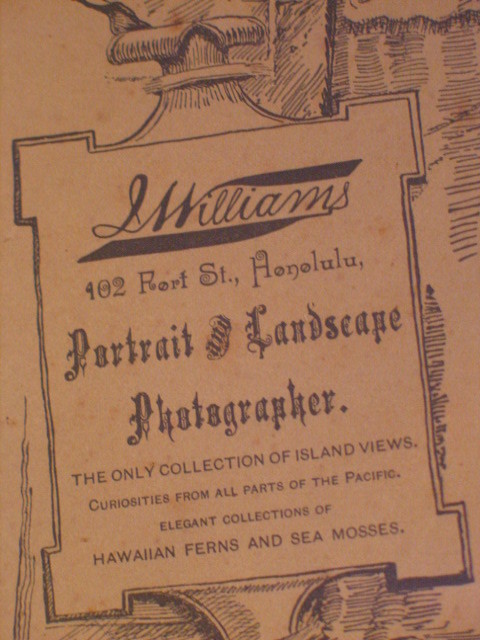 J Williams
102 Fort St., Honolulu,
Portrait and Landscape
Photographer.
THE ONLY COLLECTION OF ISLAND VIEWS.
CURIOSITIES FROM ALL PARTS OF THE PACIFIC.
ELEGANT COLLECTIONS OF
HAWAIIAN FERNS AND SEA MOSSES.